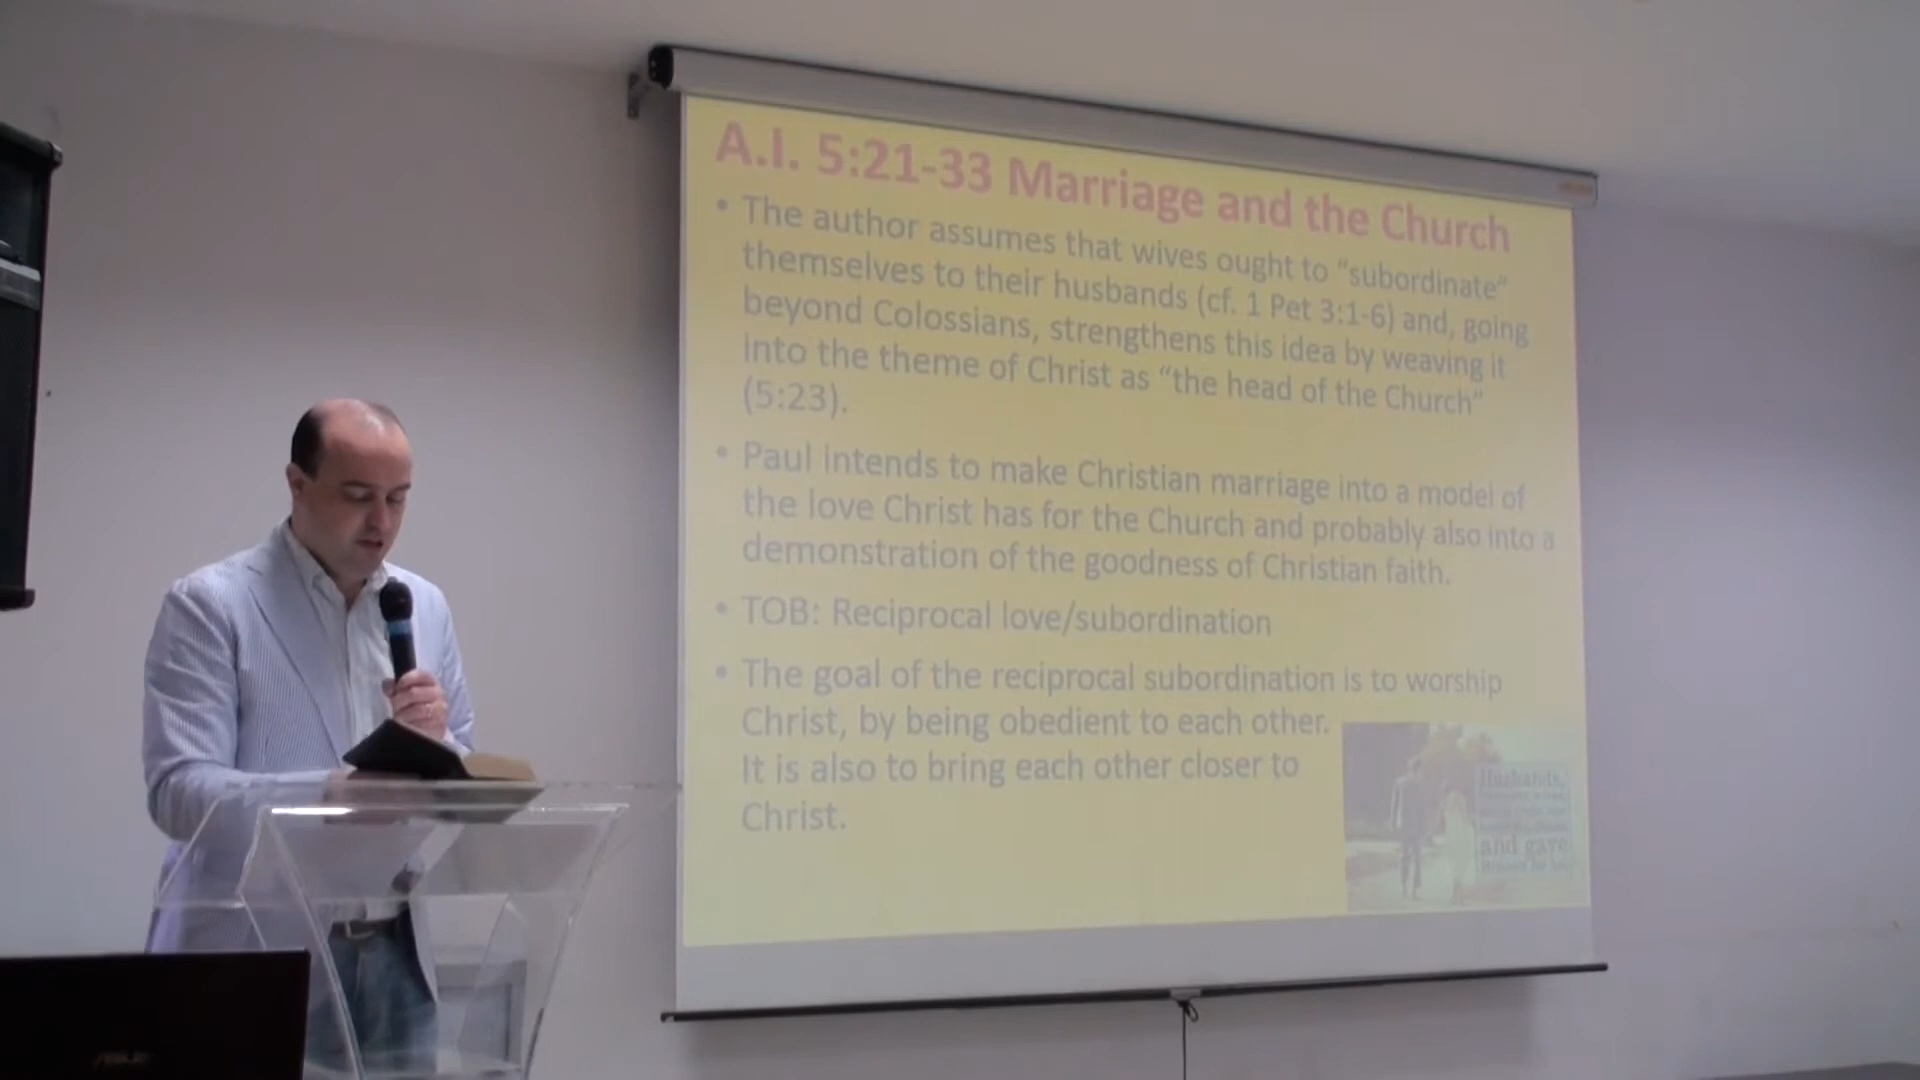 A.I. 5:21-33 Marriage and the Church
• The author assumes that wives ought to “subordinate”
themselves to their husbands (cf. 1 Pet 3:1-6) and, going
beyond Colossians, strengthens this idea by weaving it
into the theme of Christ as “the head of the Church”
(5:23).
• Paul intends to make Christian marriage into a model of
the love Christ has for the Church and probably also into a
demonstration of the goodness of Christian faith.
• TOB: Reciprocal love/subordination
• The goal of the reciprocal subordination is to worship
Christ, by being obedient to each other.
It is also to bring each other closer to
Christ.
Husbands,
and gave
ASUS